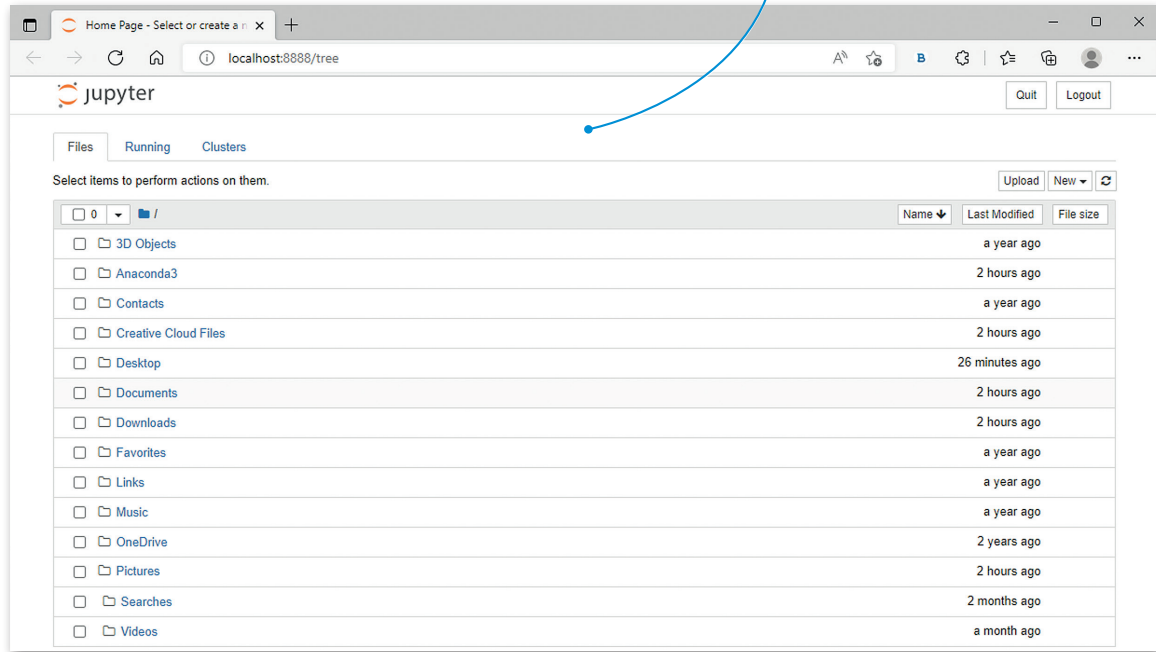 Home Page - Select or create a n
localhost:8888/tree
A
B
jupyter
Quit Logout
Files Running Clusters
Select items to perform actions on them.
Upload New
0 / Name Last Modified File size
3D Objects a year ago
Anaconda3 2 hours ago
Contacts a year ago
Creative Cloud Files 2 hours ago
Desktop 26 minutes ago
Documents 2 hours ago
Downloads 2 hours ago
Favorites a year ago
Links a year ago
Music a year ago
OneDrive 2 years ago
Pictures 2 hours ago
Searches 2 months ago
Videos a month ago